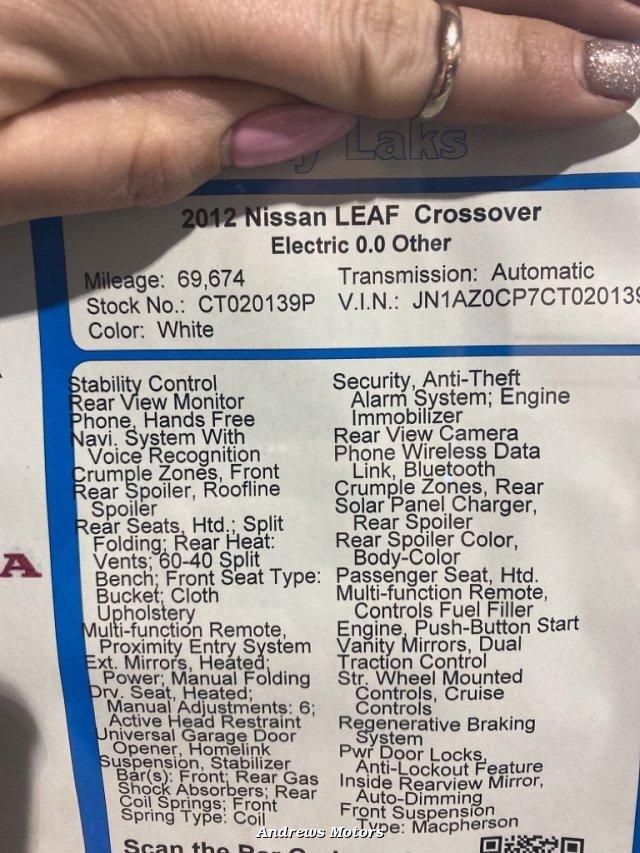 Laks
2012 Nissan LEAF Crossover
Electric 0.0 Other
Mileage: 69,674 Transmission: Automatic
Stock No.: CT020139P V.I.N.: JN1AZ0CP7CT020139
Color: White
Stability Control
Rear View Monitor
Phone, Hands Free
Navi. System With
Voice Recognition
Crumple Zones, Front
Rear Spoiler, Roofline
Spoiler
Rear Seats, Htd.; Split
Folding; Rear Heat:
Vents; 60-40 Split
Bench; Front Seat Type:
Bucket; Cloth
Upholstery
Multi-function Remote,
Proximity Entry System
Ext. Mirrors, Heated;
Power; Manual Folding
Drv. Seat, Heated;
Manual Adjustments: 6;
Active Head Restraint
Universal Garage Door
Opener, Homelink
Suspension, Stabilizer
Bar(s): Front; Rear Gas
Shock Absorbers; Rear
Coil Springs; Front
Spring Type: Coil
Security, Anti-Theft
Alarm System; Engine
Immobilizer
Rear View Camera
Phone Wireless Data
Link, Bluetooth
Crumple Zones, Rear
Solar Panel Charger,
Rear Spoiler
Rear Spoiler Color,
Body-Color
Passenger Seat, Htd.
Multi-function Remote,
Controls Fuel Filler
Engine, Push-Button Start
Vanity Mirrors, Dual
Traction Control
Str. Wheel Mounted
Controls, Cruise
Controls
Regenerative Braking
System
Pwr Door Locks,
Anti-Lockout Feature
Inside Rearview Mirror,
Auto-Dimming
Front Suspension
Type: Macpherson
A
Andrews Motors
Scan the Bar